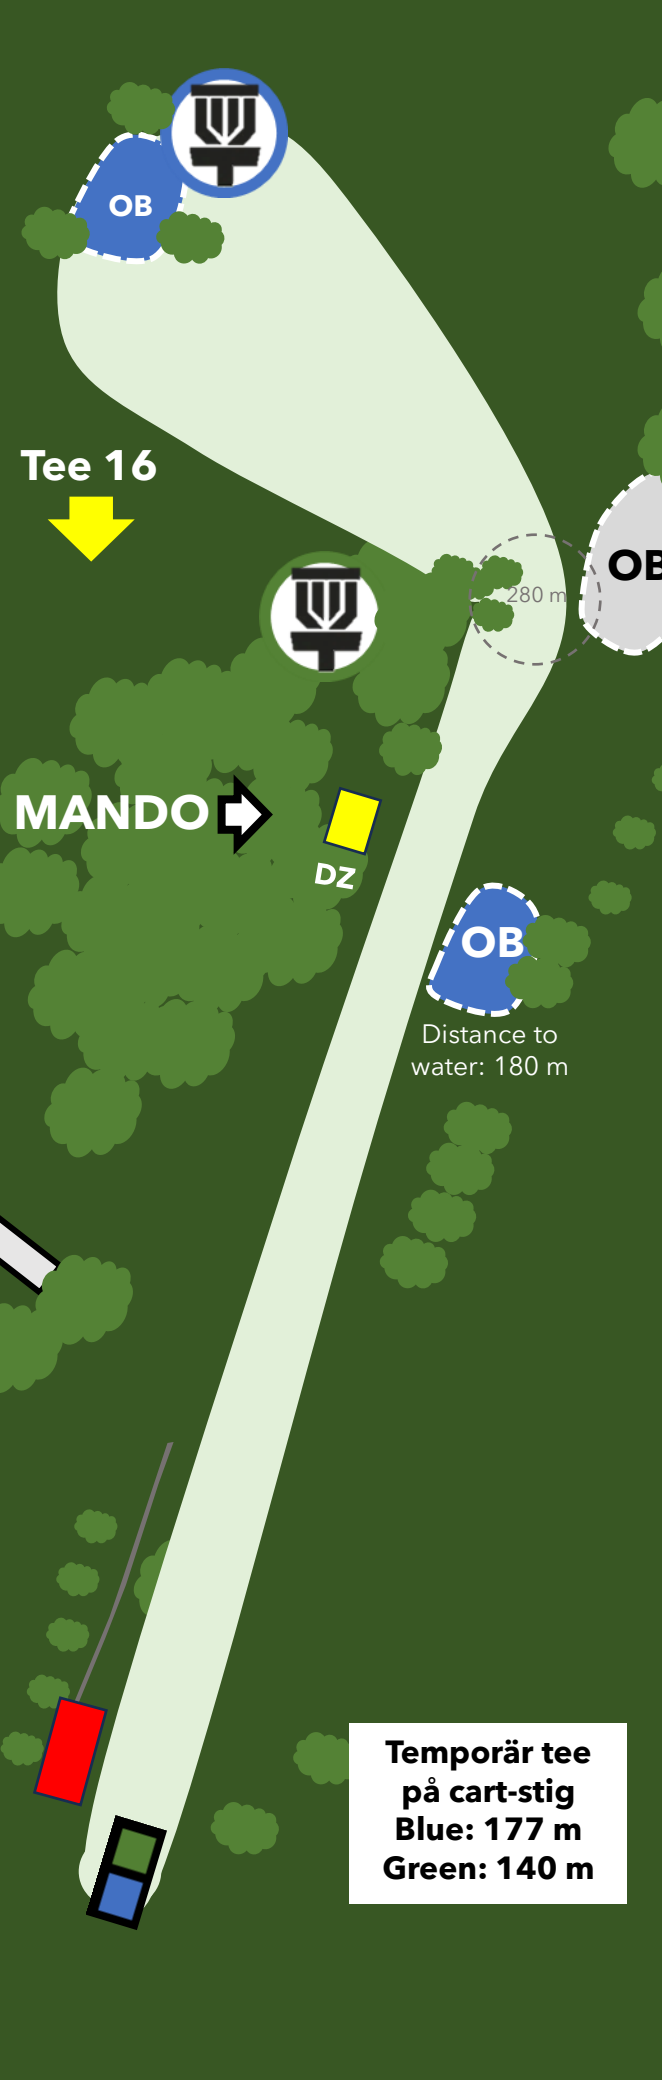 OB
Tee 16
OB
280 m
MANDO
DZ
OB
Distance to
water: 180 m
Temporär tee
på cart-stig
Blue: 177 m
Green: 140 m